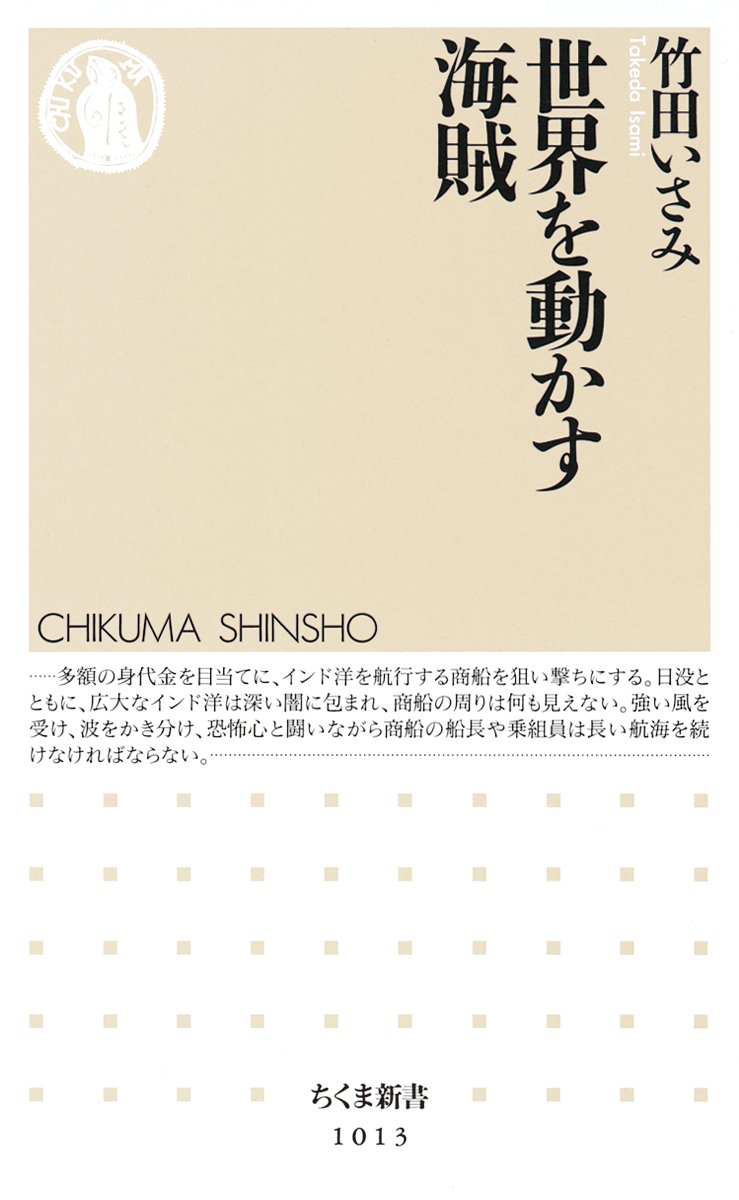 竹田いさみ
Takeda Isami
世界を動かす
海賊
CHIKUMA
CHIKUMA SHINSHO
……多額の身代金を目当てに、インド洋を航行する商船を狙い撃ちにする。日没と
ともに、広大なインド洋は深い闇に包まれ、商船の周りは何も見えない。強い風を
受け、波をかき分け、恐怖心と闘いながら商船の船長や乗組員は長い航海を続
けなければならない。……
ちくま新書
1013